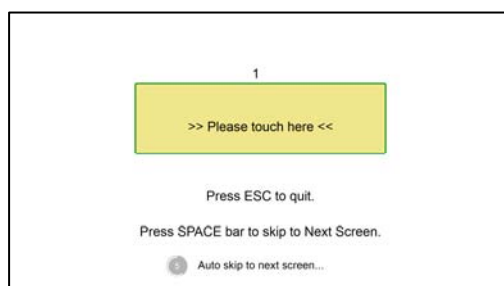 1
>> Please touch here <<
Press ESC to quit.
Press SPACE bar to skip to Next Screen.
5 Auto skip to next screen...